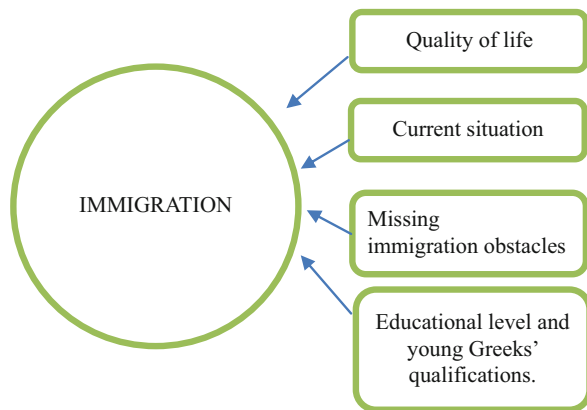 Quality of life
Current situation
IMMIGRATION
Missing
immigration obstacles
Educational level and
young Greeks’
qualifications.